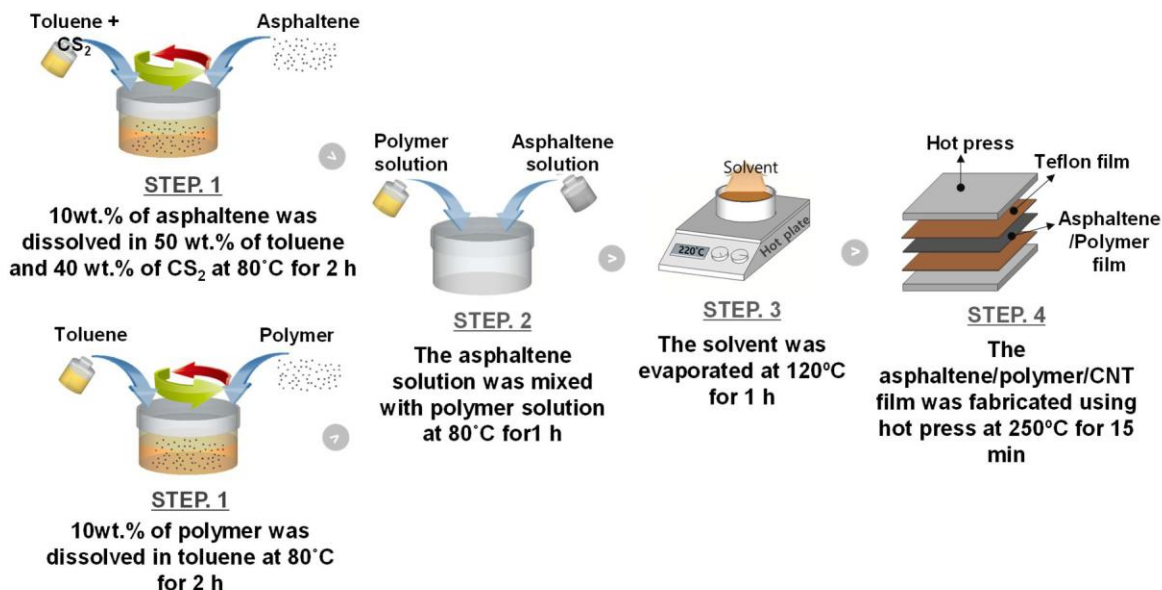 Toluene +
CS2
Asphaltene
STEP. 1
10wt.% of asphaltene was
dissolved in 50 wt.% of toluene
and 40 wt.% of CS2 at 80˚C for 2 h
Toluene
Polymer
STEP. 1
10wt.% of polymer was
dissolved in toluene at 80˚C
for 2 h
Polymer
solution
Asphaltene
solution
STEP. 2
The asphaltene
solution was mixed
with polymer solution
at 80˚C for1 h
Solvent
220℃
Hot plate
STEP. 3
The solvent was
evaporated at 120ºC
for 1 h
Hot press
Teflon film
Asphaltene
/Polymer
film
STEP. 4
The
asphaltene/polymer/CNT
film was fabricated using
hot press at 250ºC for 15
min